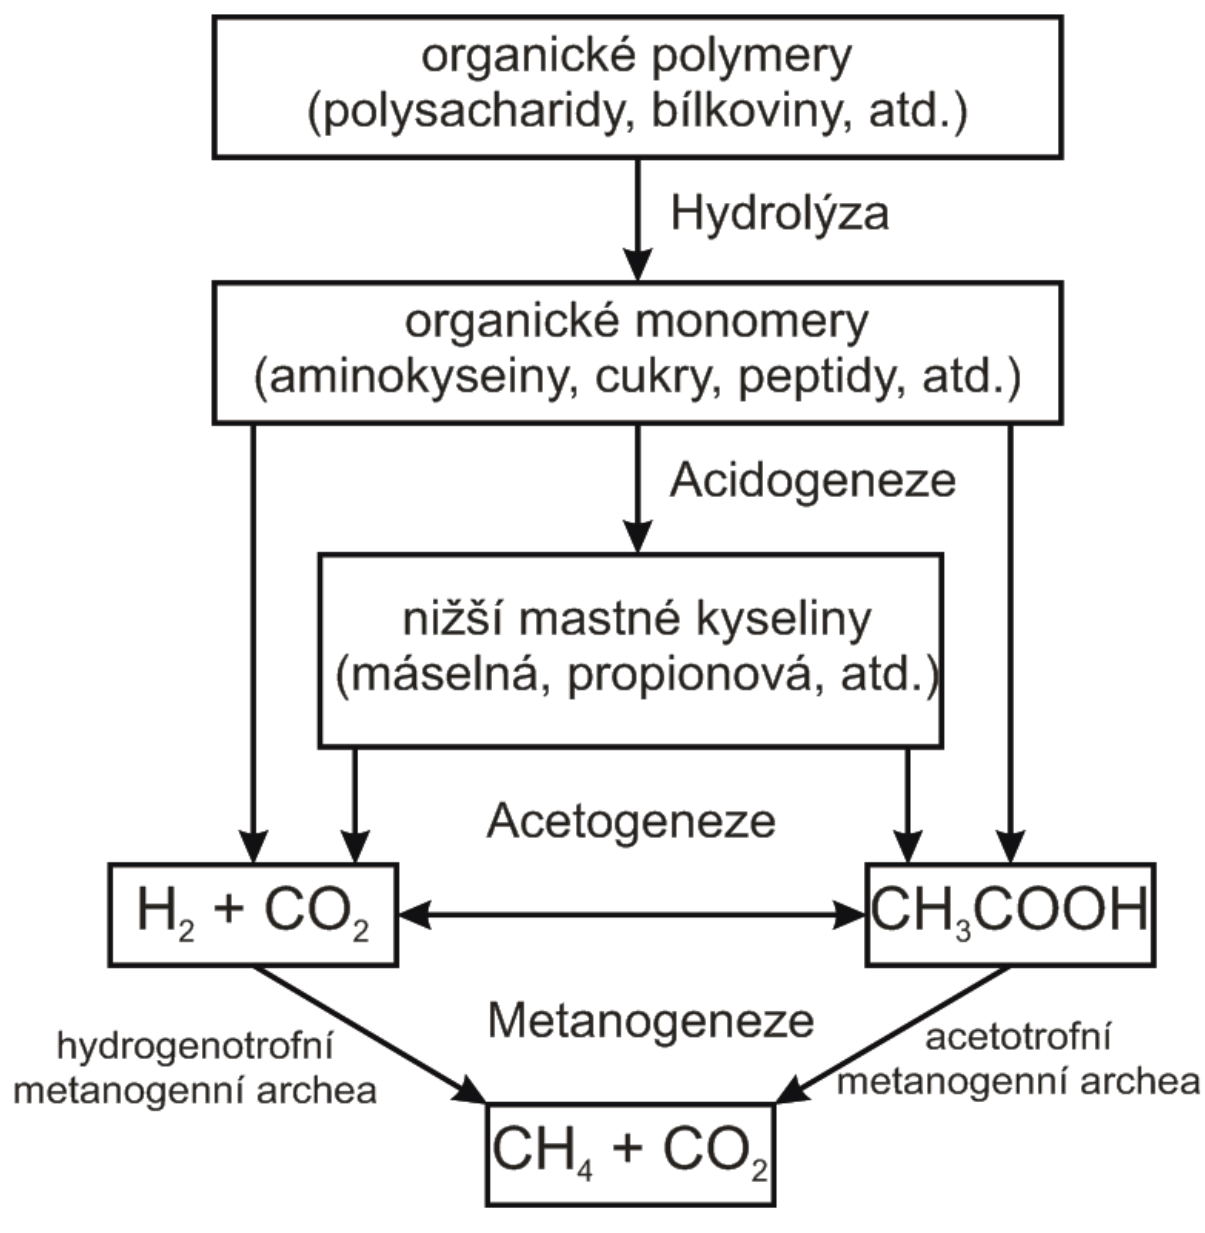 organické polymery
(polysacharidy, bílkoviny, atd.)
Hydrolýza
organické monomery
(aminokyseiny, cukry, peptidy, atd.)
Acidogeneze
nižší mastné kyseliny
(máselná, propionová, atd.)
Acetogeneze
H₂ + CO₂
CH₃COOH
Metanogeneze
hydrogenotrofní
metanogenní archea
acetotrofní
metanogenní archea
CH₄ + CO₂